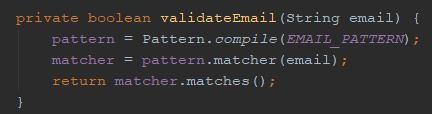 private boolean validateEmail(String email) {
    pattern = Pattern.compile(EMAIL_PATTERN);
    matcher = pattern.matcher(email);
    return matcher.matches();
}